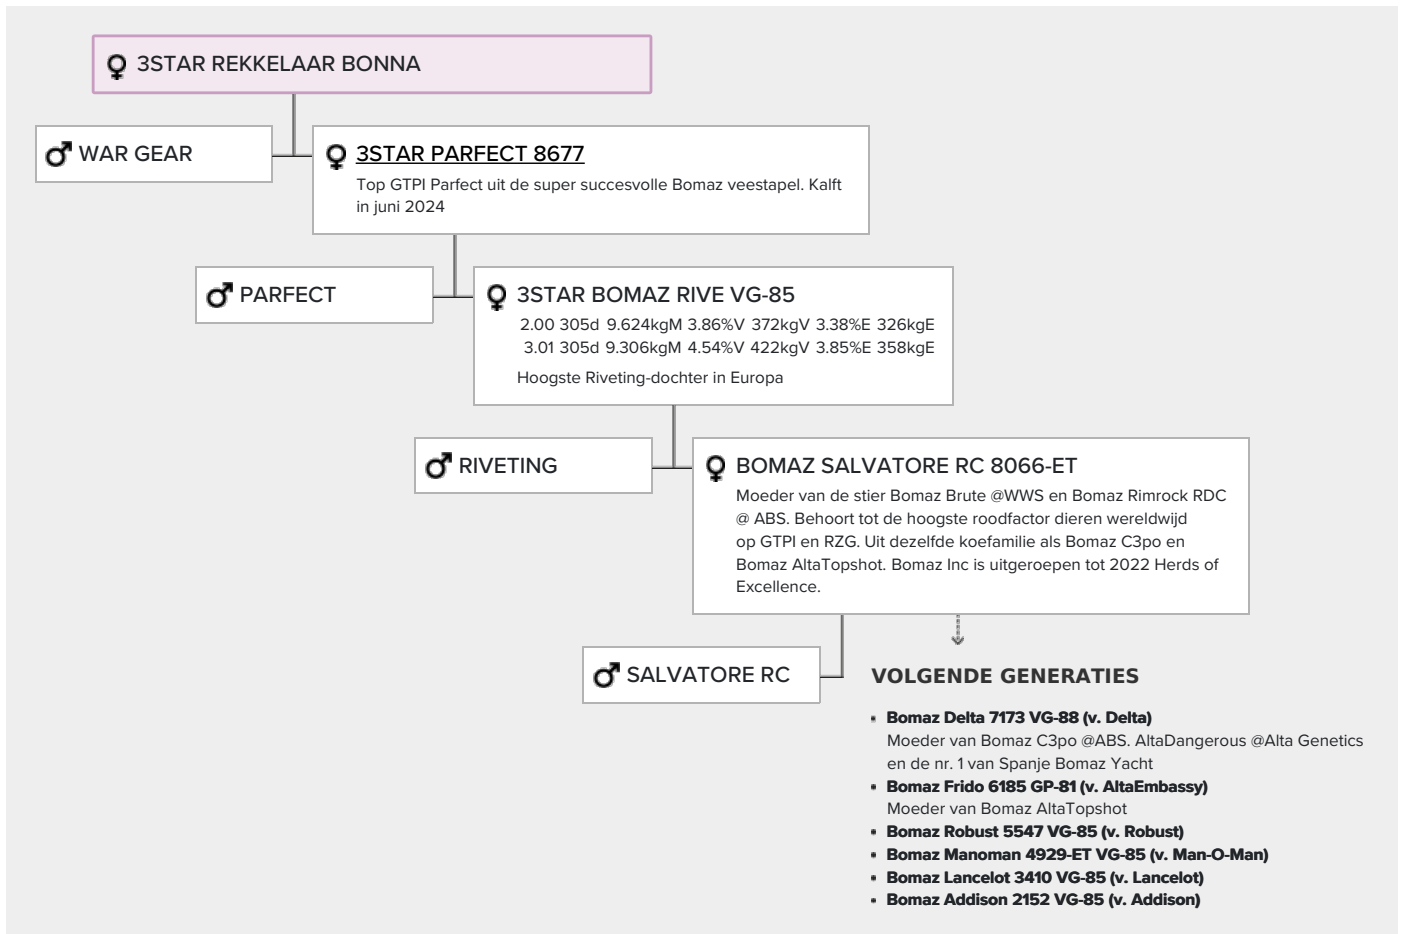 3STAR REKKELAAR BONNA
WAR GEAR
3STAR PARFECT 8677
Top GTPI Parfect uit de super succesvolle Bomaz veestapel. Kalft
in juni 2024
PARFECT
3STAR BOMAZ RIVE VG-85
2.00 305d 9.624kgM 3.86%V 372kgV 3.38%E 326kgE
3.01 305d 9.306kgM 4.54%V 422kgV 3.85%E 358kgE
Hoogste Riveting-dochter in Europa
RIVETING
BOMAZ SALVATORE RC 8066-ET
Moeder van de stier Bomaz Brute @WWS en Bomaz Rimrock RDC
@ ABS. Behoort tot de hoogste roodfactor dieren wereldwijd
op GTPI en RZG. Uit dezelfde koefamilie als Bomaz C3po en
Bomaz AltaTopshot. Bomaz Inc is uitgeroepen tot 2022 Herds of
Excellence.
SALVATORE RC
VOLGENDE GENERATIES
Bomaz Delta 7173 VG-88 (v. Delta)
Moeder van Bomaz C3po @ABS. AltaDangerous @Alta Genetics
en de nr. 1 van Spanje Bomaz Yacht
Bomaz Frido 6185 GP-81 (v. AltaEmbassy)
Moeder van Bomaz AltaTopshot
Bomaz Robust 5547 VG-85 (v. Robust)
Bomaz Manoman 4929-ET VG-85 (v. Man-O-Man)
Bomaz Lancelot 3410 VG-85 (v. Lancelot)
Bomaz Addison 2152 VG-85 (v. Addison)